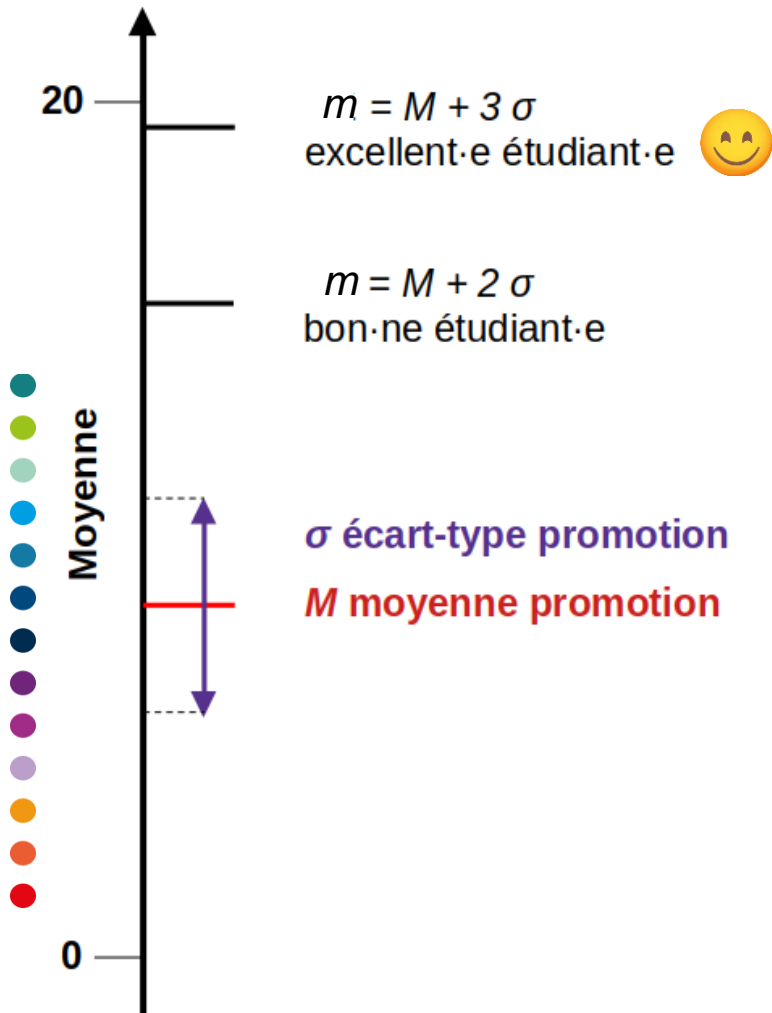 20
m = M + 3 σ
excellent·e étudiant·e
m = M + 2 σ
bon·ne étudiant·e
Moyenne
σ écart-type promotion
M moyenne promotion
0